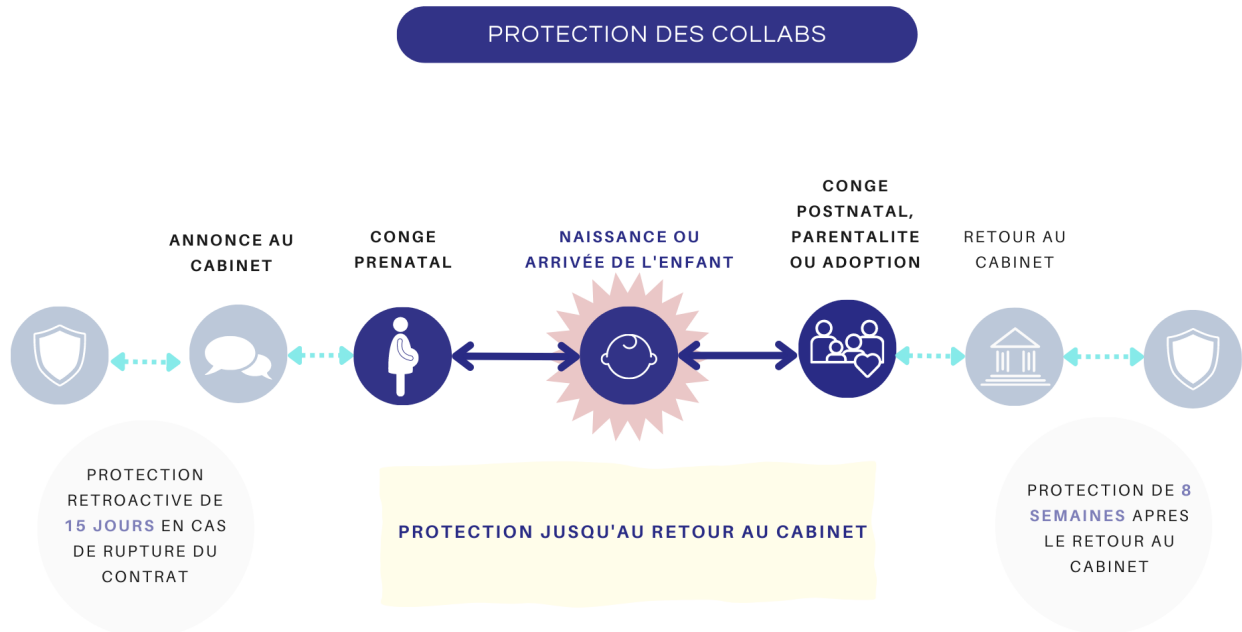 PROTECTION DES COLLABS
ANNONCE AU
CABINET
CONGE
PRENATAL
NAISSANCE OU
ARRIVÉE DE L'ENFANT
CONGE
POSTNATAL,
PARENTALITE
OU ADOPTION
RETOUR AU
CABINET
PROTECTION
RETROACTIVE DE
15 JOURS EN CAS
DE RUPTURE DU
CONTRAT
PROTECTION JUSQU'AU RETOUR AU CABINET
PROTECTION DE 8
SEMAINES APRES
LE RETOUR AU
CABINET